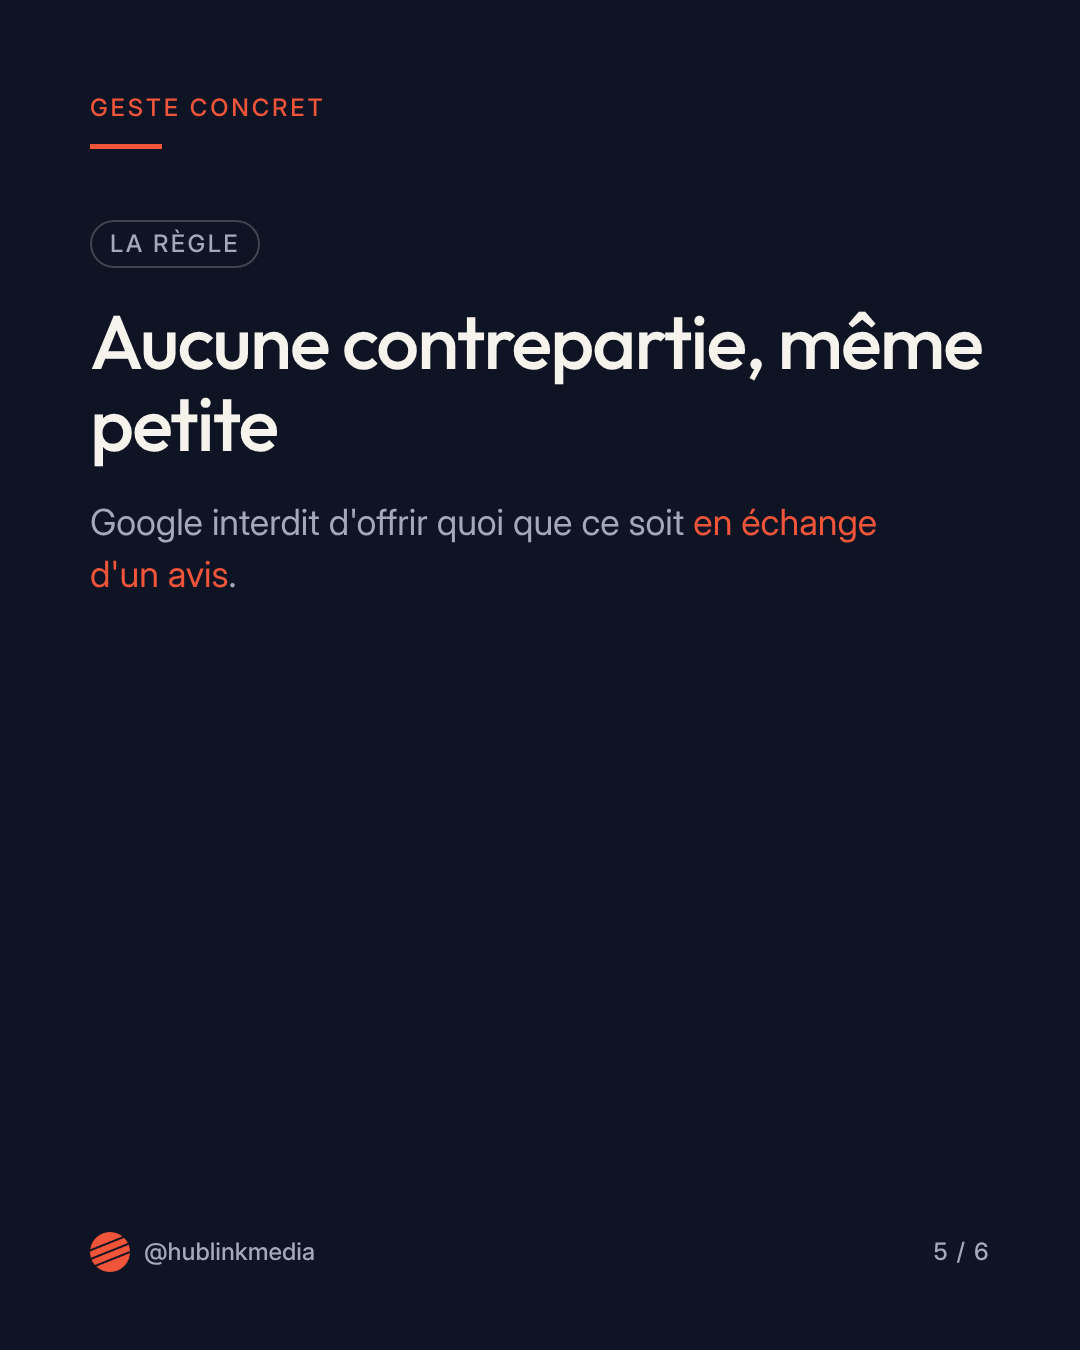 GESTE CONCRET
LA RÈGLE
Aucune contrepartie, même
petite
Google interdit d'offrir quoi que ce soit en échange
d'un avis.
@hublinkmedia
5 / 6